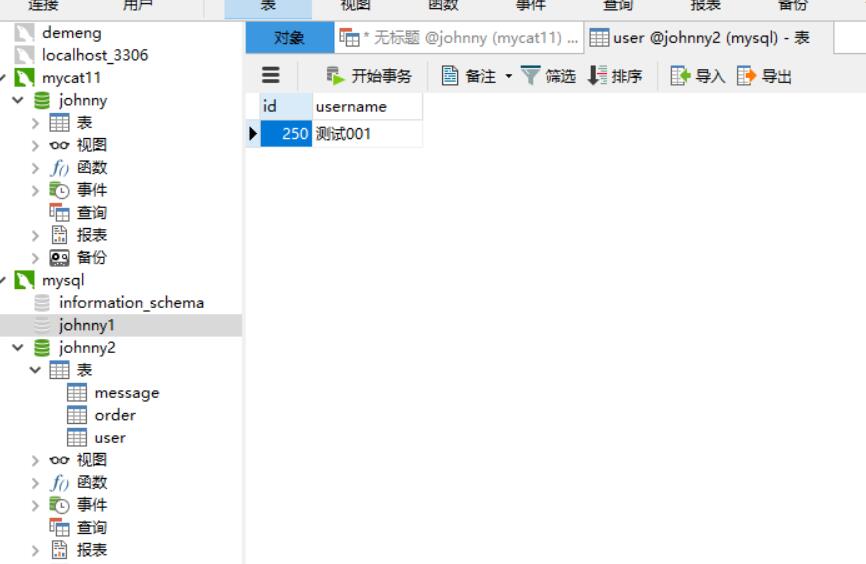 连接 用户 表 视图 函数 事件 查询 报表 备份
demeng
localhost_3306
mycat11
johnny
表
视图
函数
事件
查询
报表
备份
mysql
information_schema
johnny1
johnny2
表
message
order
user
视图
函数
事件
查询
报表
对象 * 无标题 @johnny (mycat11) ... user @johnny2 (mysql) - 表
开始事务 备注 筛选 排序 导入 导出
id username
250 测试001